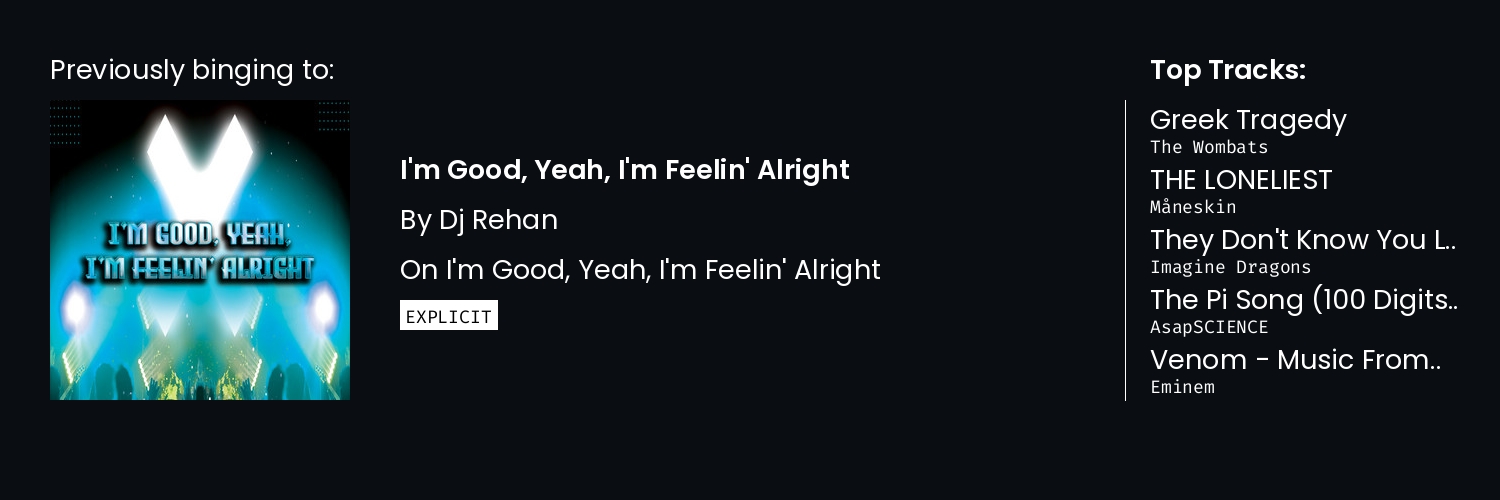 Previously binging to:
I'M GOOD, YEAH,
I'M FEELIN' ALRIGHT
I'm Good, Yeah, I'm Feelin' Alright
By Dj Rehan
On I'm Good, Yeah, I'm Feelin' Alright
EXPLICIT
Top Tracks:
Greek Tragedy
The Wombats
THE LONELIEST
Måneskin
They Don't Know You L..
Imagine Dragons
The Pi Song (100 Digits..
AsapSCIENCE
Venom - Music From..
Eminem